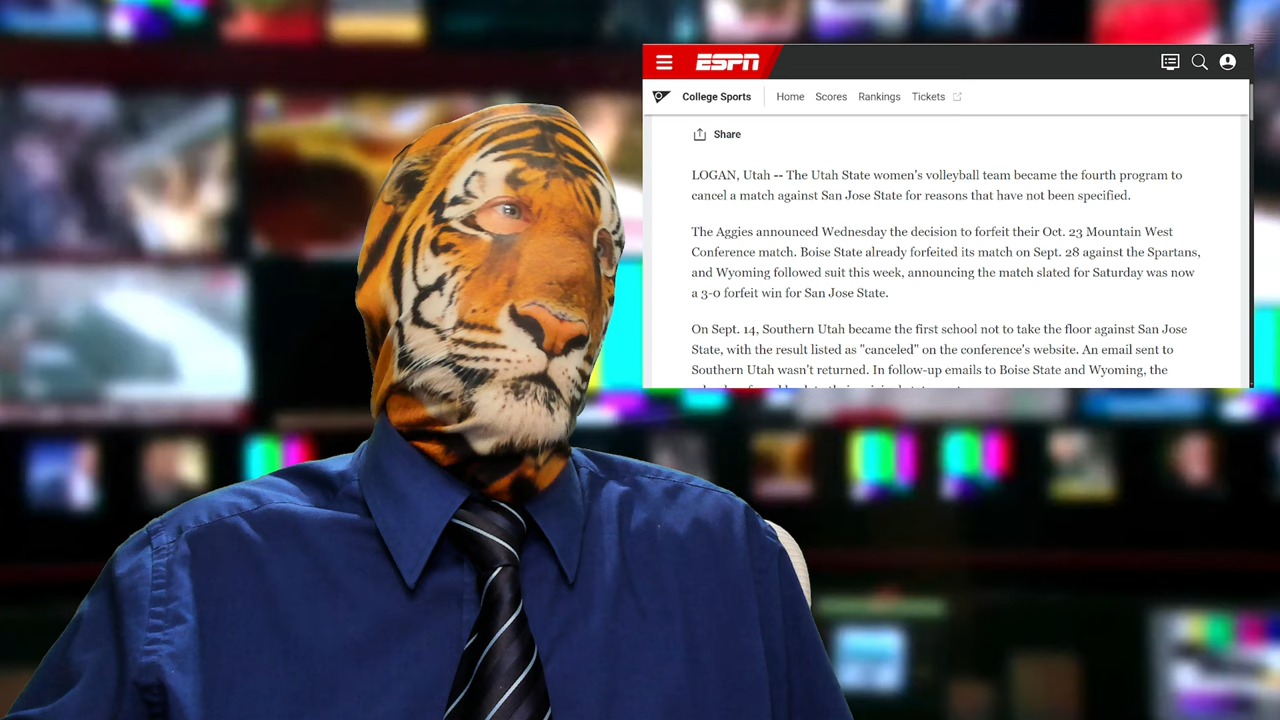 ESPN
College Sports Home Scores Rankings Tickets
Share
LOGAN, Utah -- The Utah State women's volleyball team became the fourth program to
cancel a match against San Jose State for reasons that have not been specified.
The Aggies announced Wednesday the decision to forfeit their Oct. 23 Mountain West
Conference match. Boise State already forfeited its match on Sept. 28 against the Spartans,
and Wyoming followed suit this week, announcing the match slated for Saturday was now
a 3-0 forfeit win for San Jose State.
On Sept. 14, Southern Utah became the first school not to take the floor against San Jose
State, with the result listed as "canceled" on the conference's website. An email sent to
Southern Utah wasn't returned. In follow-up emails to Boise State and Wyoming, the